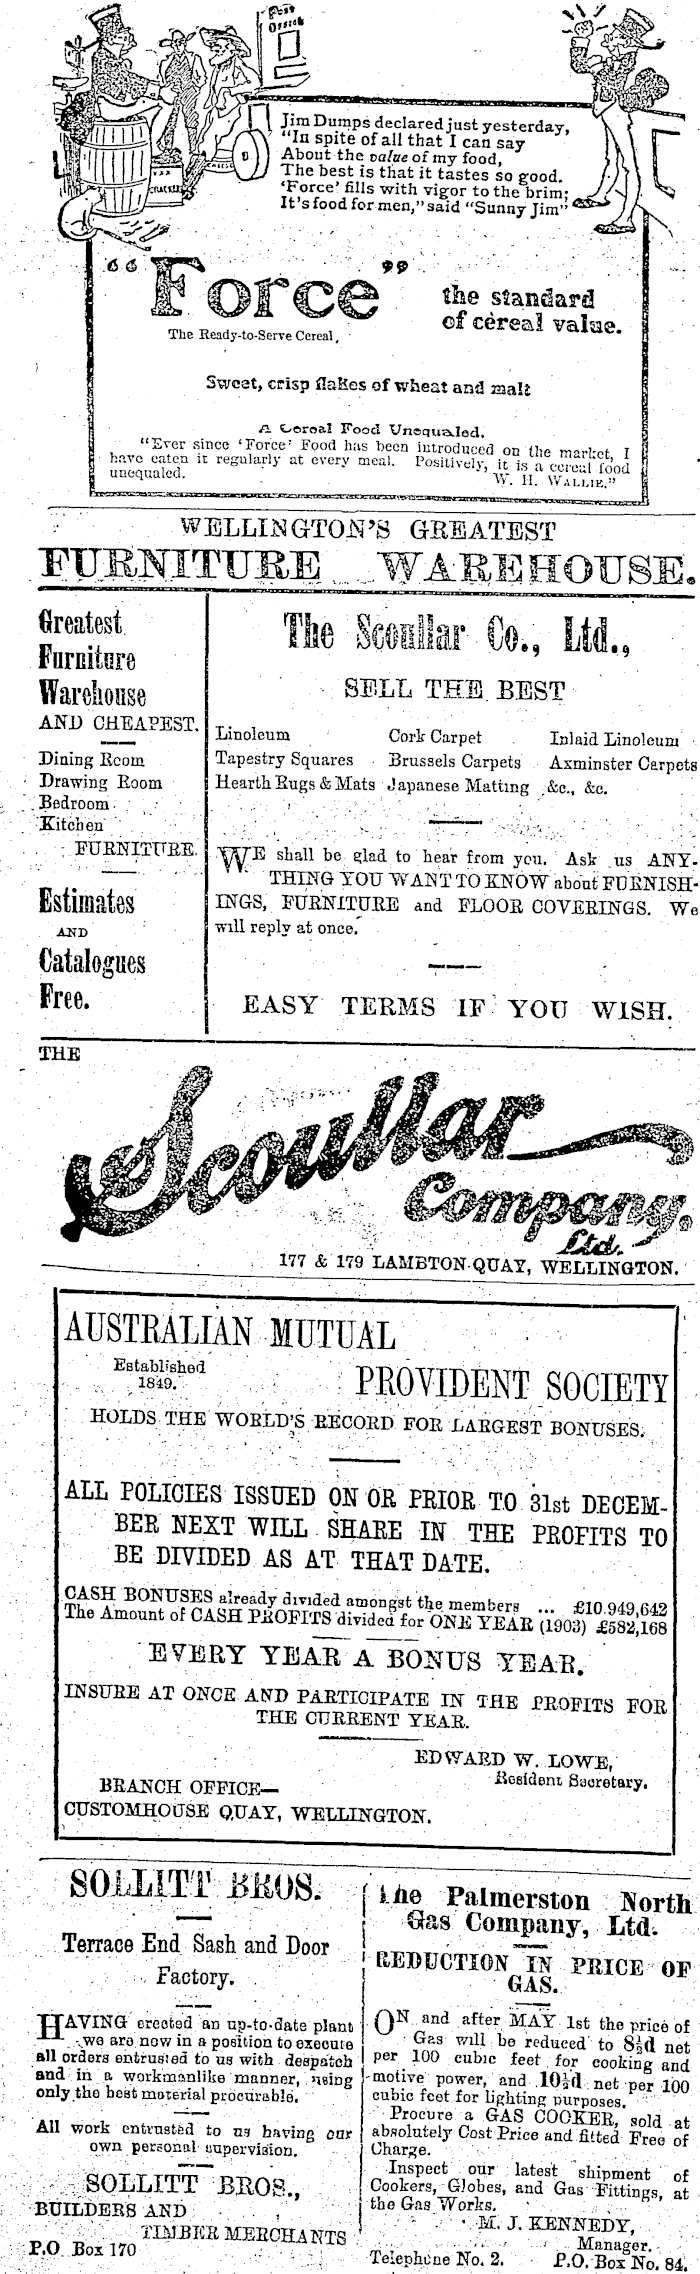 Post
Office
Jim Dumps declared just yesterday,
"In spite of all that I can say
About the value of my food,
The best is that it tastes so good.
'Force' fills with vigor to the brim;
It's food for men," said "Sunny Jim"
"Force"
the standard
of cereal value.
The Ready-to-Serve Cereal,
Sweet, crisp flakes of wheat and malt
A Cereal Food Unequaled.
"Ever since 'Force' Food has been introduced on the market, I
have eaten it regularly at every meal. Positively, it is a cereal food
unequaled. W. H. WALLIE."
WELLINGTON'S GREATEST
FURNITURE WAREHOUSE.
Greatest
Furniture
Warehouse
AND CHEAPEST.
Dining Room
Drawing Room
Bedroom
Kitchen
FURNITURE
Estimates
AND
Catalogues
Free.
The Scoullar Co., Ltd.,
SELL THE BEST
Linoleum Cork Carpet Inlaid Linoleum
Tapestry Squares Brussels Carpets Axminster Carpets
Hearth Rugs & Mats Japanese Matting &c., &c.
WE shall be glad to hear from you. Ask us ANY-
THING YOU WANT TO KNOW about FURNISH-
INGS, FURNITURE and FLOOR COVERINGS. We
will reply at once.
EASY TERMS IF YOU WISH.
THE
Scoullar
Company.
Ltd.
177 & 179 LAMBTON QUAY, WELLINGTON.
AUSTRALIAN MUTUAL
Established
1849.
PROVIDENT SOCIETY
HOLDS THE WORLD'S RECORD FOR LARGEST BONUSES.
ALL POLICIES ISSUED ON OR PRIOR TO 31st DECEM-
BER NEXT WILL SHARE IN THE PROFITS TO
BE DIVIDED AS AT THAT DATE.
CASH BONUSES already divided amongst the members ... £10.949,642
The Amount of CASH PROFITS divided for ONE YEAR (1903) £582,168
EVERY YEAR A BONUS YEAR.
INSURE AT ONCE AND PARTICIPATE IN THE PROFITS FOR
THE CURRENT YEAR.
EDWARD W. LOWE,
Resident Secretary.
BRANCH OFFICE—
CUSTOMHOUSE QUAY, WELLINGTON.
SOLLITT BROS.
Terrace End Sash and Door
Factory.
HAVING erected an up-to-date plant
we are now in a position to execute
all orders entrusted to us with despatch
and in a workmanlike manner, using
only the best material procurable.
All work entrusted to us having our
own personal supervision.
SOLLITT BROS.,
BUILDERS AND
TIMBER MERCHANTS
P.O Box 170
The Palmerston North
Gas Company, Ltd.
REDUCTION IN PRICE OF
GAS.
ON and after MAY 1st the price of
Gas will be reduced to 8½d net
per 100 cubic feet for cooking and
motive power, and 10½d net per 100
cubic feet for lighting purposes.
Procure a GAS COOKER, sold at
absolutely Cost Price and fitted Free of
Charge.
Inspect our latest shipment of
Cookers, Globes, and Gas Fittings, at
the Gas Works.
M. J. KENNEDY,
Manager.
Telephone No. 2. P.O. Box No. 84.